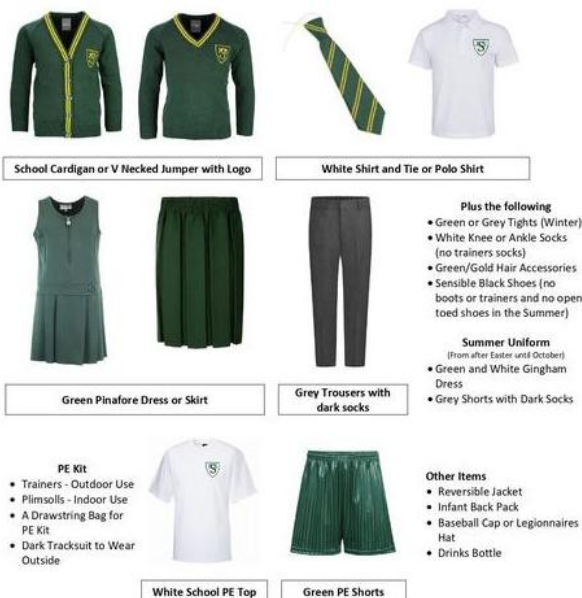 School Cardigan or V Necked Jumper with Logo
White Shirt and Tie or Polo Shirt
Plus the following
• Green or Grey Tights (Winter)
• White Knee or Ankle Socks
(no trainers socks)
• Green/Gold Hair Accessories
• Sensible Black Shoes (no
boots or trainers and no open
toed shoes in the Summer)
Summer Uniform
(From after Easter until October)
• Green and White Gingham
Dress
• Grey Shorts with Dark Socks
Green Pinafore Dress or Skirt
Grey Trousers with
dark socks
PE Kit
• Trainers - Outdoor Use
• Plimsolls - Indoor Use
• A Drawstring Bag for
PE Kit
• Dark Tracksuit to Wear
Outside
S
S
Other Items
• Reversible Jacket
• Infant Back Pack
• Baseball Cap or Legionnaires
Hat
• Drinks Bottle
White School PE Top
Green PE Shorts